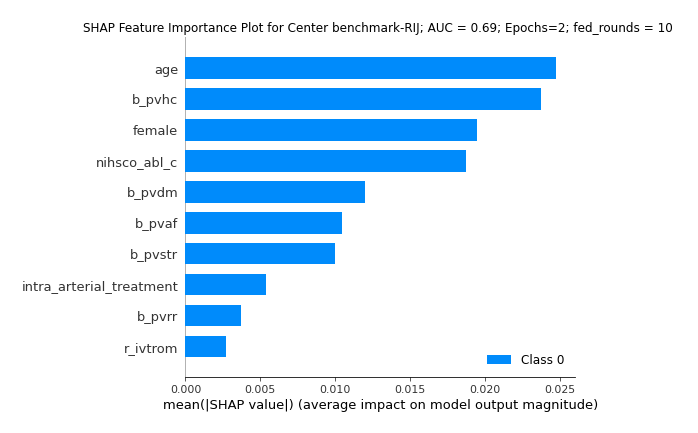 SHAP Feature Importance Plot for Center benchmark-RIJ; AUC = 0.69; Epochs=2; fed_rounds = 10
age
b_pvhc
female
nihsco_abl_c
b_pvdm
b_pvaf
b_pvstr
intra_arterial_treatment
b_pvrr
r_ivtrom
Class 0
0.000 0.005 0.010 0.015 0.020 0.025
mean(|SHAP value|) (average impact on model output magnitude)